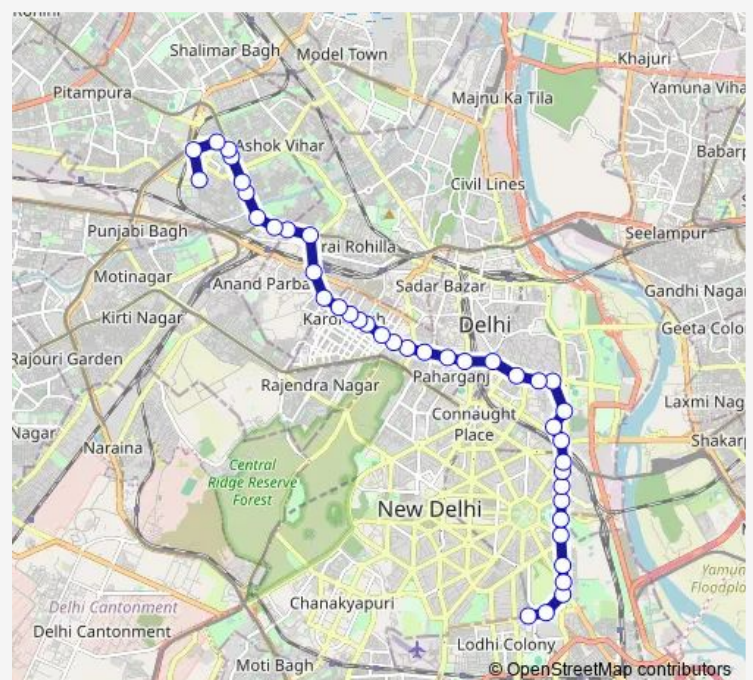 Shalimar Bagh
Model Town
Khajuri
Pitampura
Majnu Ka Tila
Yamuna Viha
Ashok Vihar
Babarp
Civil Lines
Punjabi Bagh
rai Rohilla
Seelampur
Motinagar
Anand Parba
Sadar Bazar
Gandhi Nagar
Kirti Nagar
Delhi
Geeta Colo
Rajouri Garden
Rajendra Nagar
Paharganj
Laxmi Nag
Connaught
Place
Nagar
Naraina
Shakarp
Central
Ridge Reserve
Forest
New Delhi
Yamun
Floodpla
Delhi Cantonment
Chanakyapuri
Delhi Cantonment
Lodhi Colony
Moti Bagh
© OpenStreetMap contributors